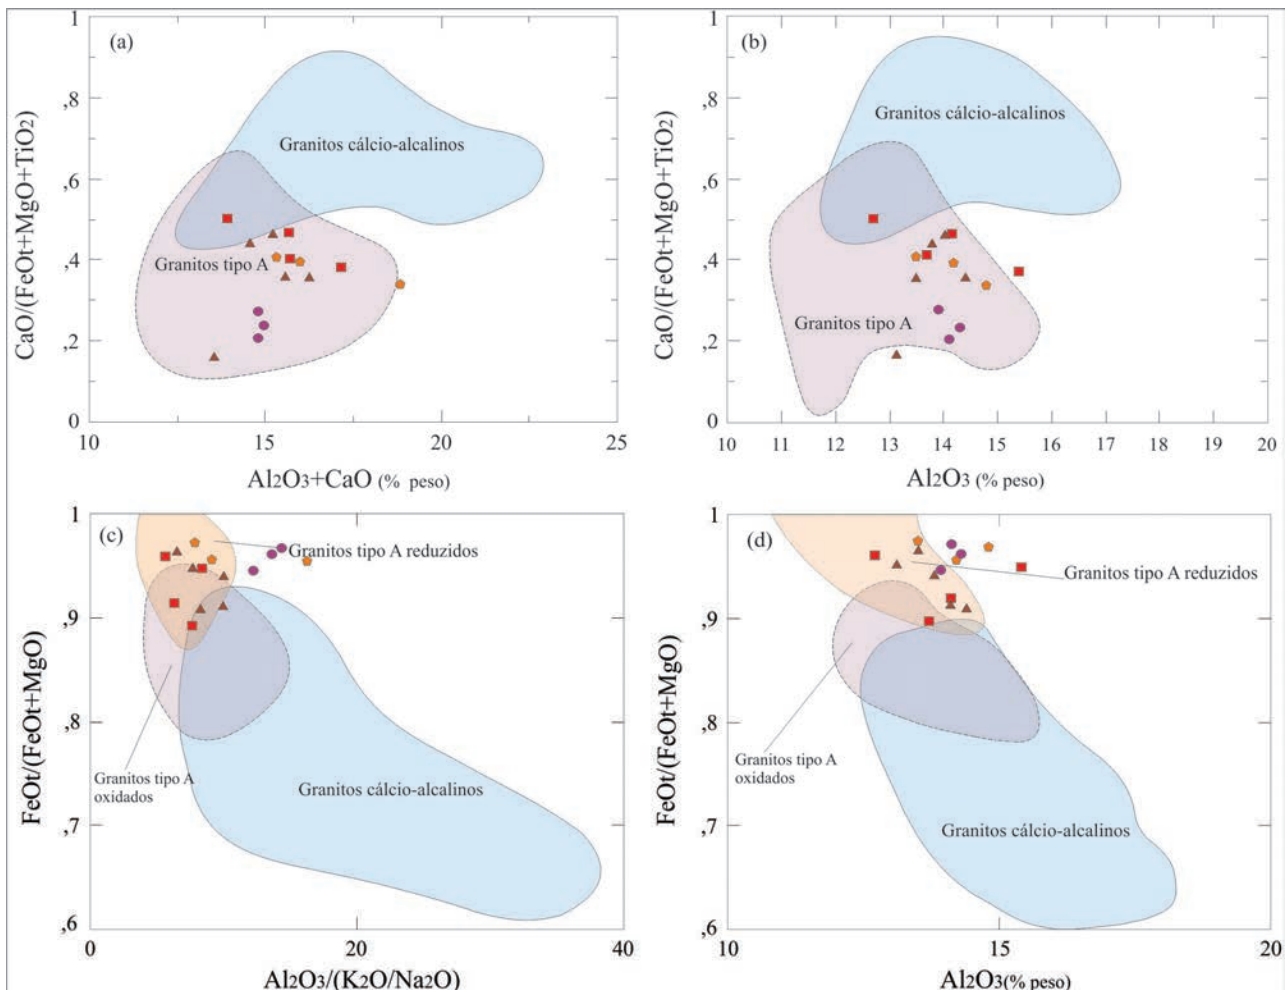 (a)
1
,8
,6
,4
,2
0
CaO/(FeOt+MgO+TiO2)
Granitos cálcio-alcalinos
Granitos tipo A
10
15
20
25
Al2O3+CaO (% peso)
(b)
1
,8
,6
,4
,2
0
CaO/(FeOt+MgO+TiO2)
Granitos cálcio-alcalinos
Granitos tipo A
10
11
12
13
14
15
16
17
18
19
20
Al2O3 (% peso)
(c)
1
,9
,8
,7
,6
FeOt/(FeOt+MgO)
Granitos tipo A reduzidos
Granitos tipo A
oxidados
Granitos cálcio-alcalinos
0
20
40
Al2O3/(K2O/Na2O)
(d)
1
,9
,8
,7
,6
FeOt/(FeOt+MgO)
Granitos tipo A reduzidos
Granitos tipo A
oxidados
Granitos cálcio-alcalinos
10
15
20
Al2O3(% peso)